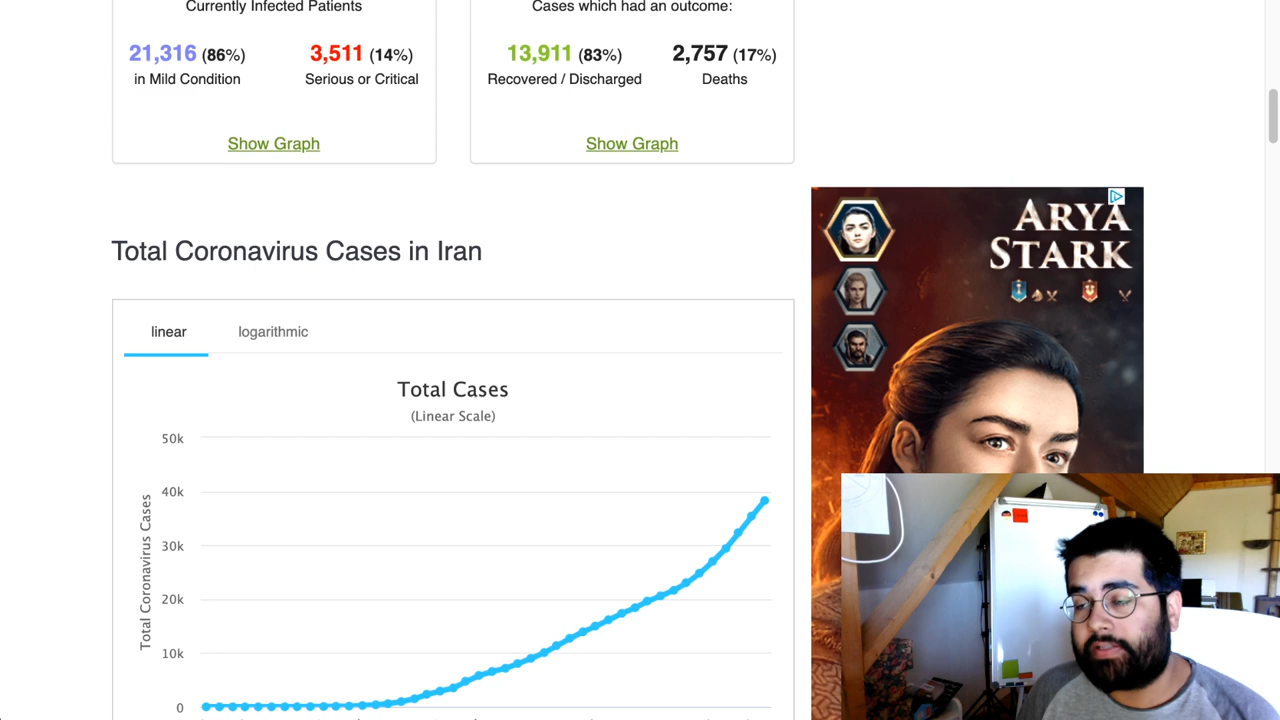 Currently Infected Patients
21,316 (86%)
in Mild Condition
3,511 (14%)
Serious or Critical
Show Graph
Cases which had an outcome:
13,911 (83%)
Recovered / Discharged
2,757 (17%)
Deaths
Show Graph
Total Coronavirus Cases in Iran
linear
logarithmic
Total Cases
(Linear Scale)
Total Coronavirus Cases
50k
40k
30k
20k
10k
0
ARYA
STARK